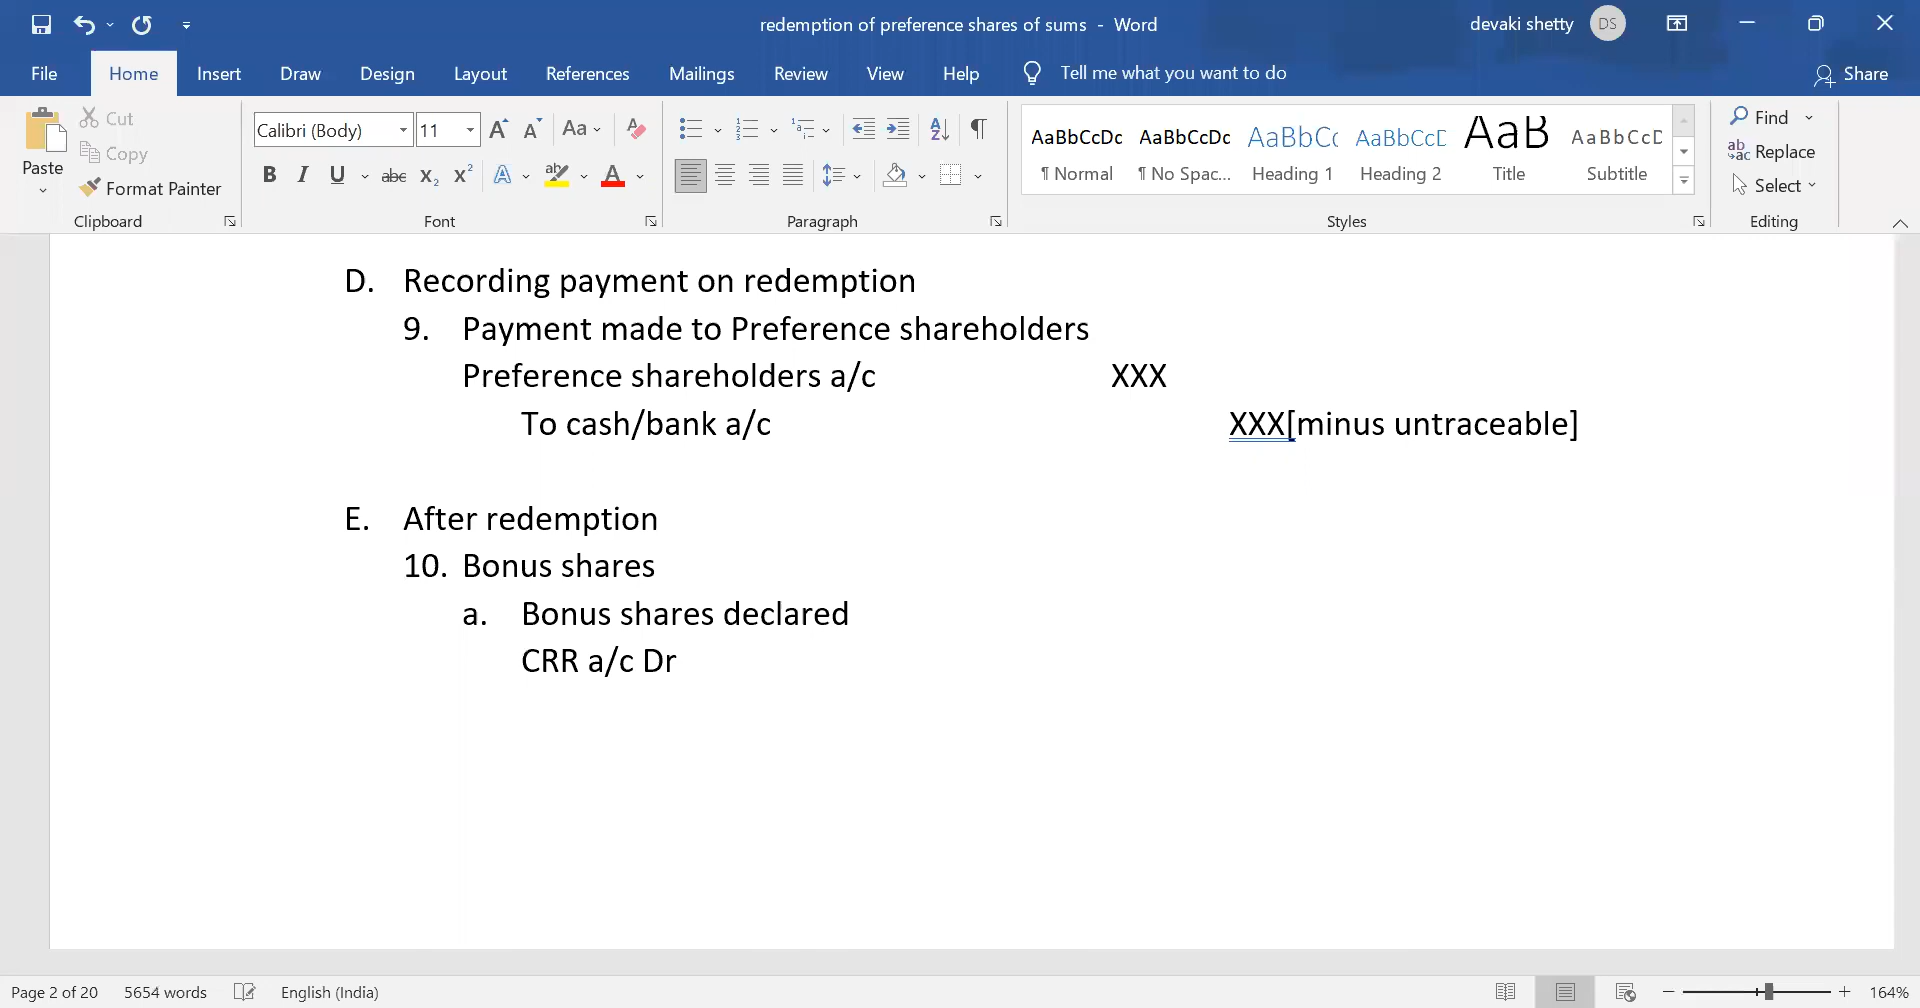 redemption of preference shares of sums - Word
devaki shetty DS
File Home Insert Draw Design Layout References Mailings Review View Help Tell me what you want to do Share
Paste
Cut
Copy
Format Painter
Clipboard
Calibri (Body) 11
Font
Paragraph
AaBbCcDc AaBbCcDc AaBbCc AaBbCcD AaB AaBbCcD
¶ Normal ¶ No Spac... Heading 1 Heading 2 Title Subtitle
Styles
Find
Replace
Select
Editing
D. Recording payment on redemption
9. Payment made to Preference shareholders
Preference shareholders a/c XXX
To cash/bank a/c XXX[minus untraceable]
E. After redemption
10. Bonus shares
a. Bonus shares declared
CRR a/c Dr
Page 2 of 20 5654 words English (India) 164%